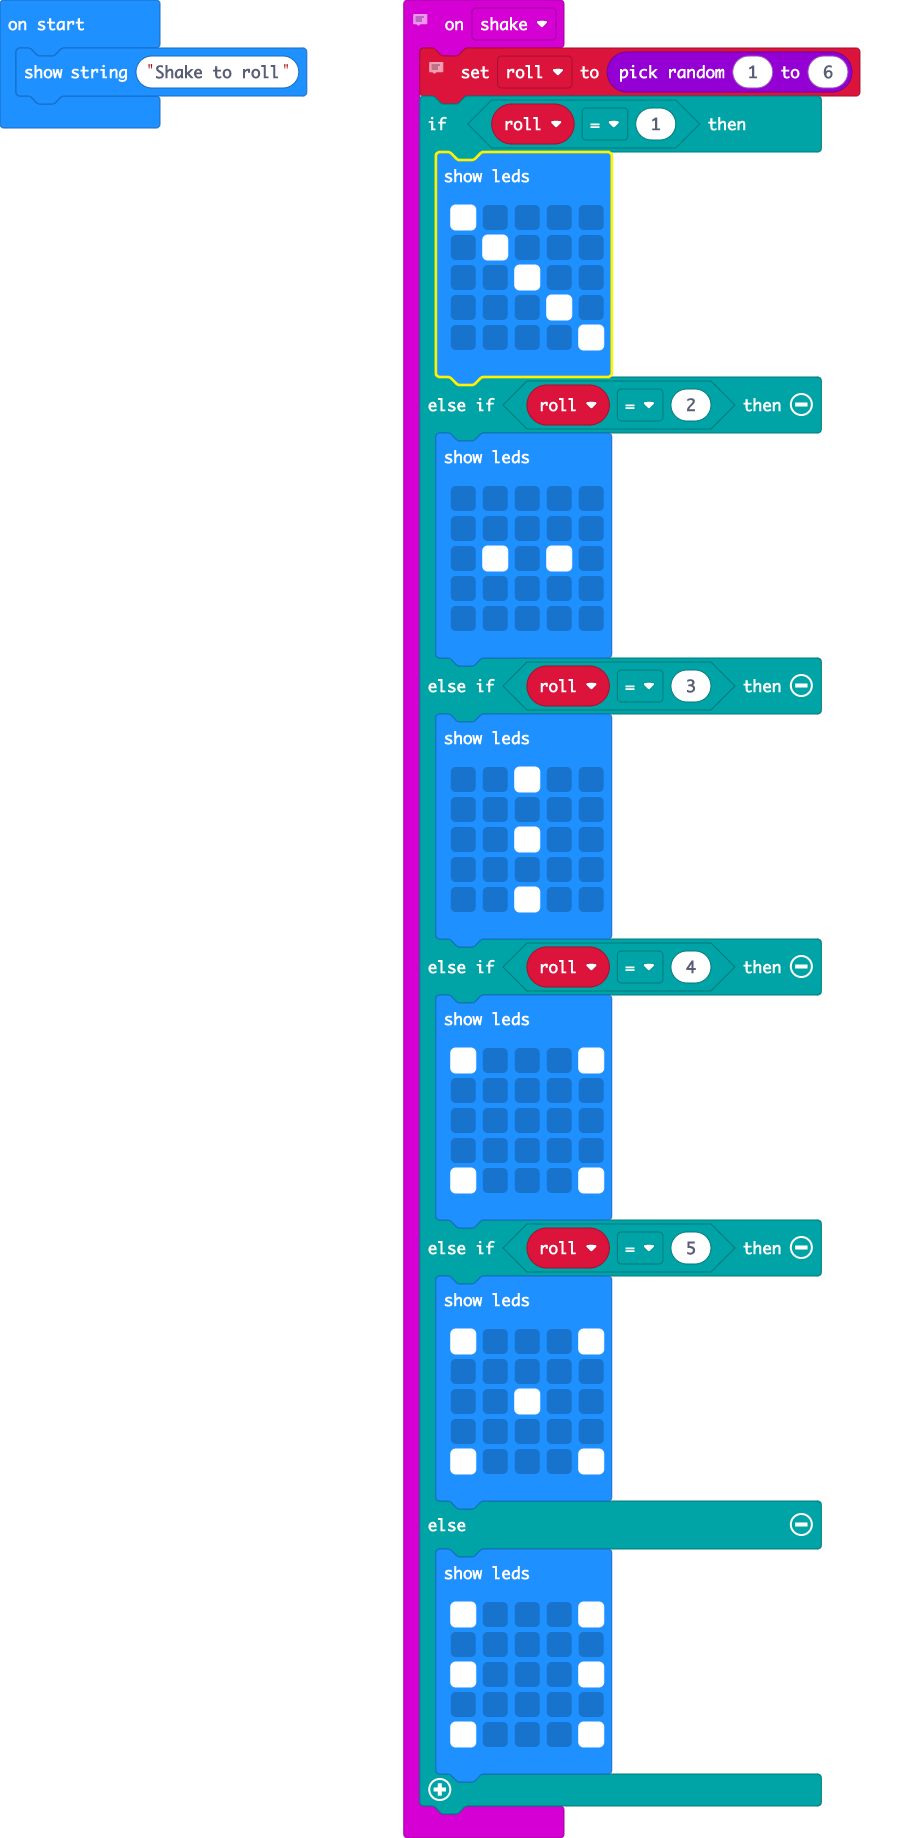 on start
show string "Shake to roll"
on shake
set roll to pick random 1 to 6
if roll = 1 then
show leds
else if roll = 2 then
show leds
else if roll = 3 then
show leds
else if roll = 4 then
show leds
else if roll = 5 then
show leds
else
show leds